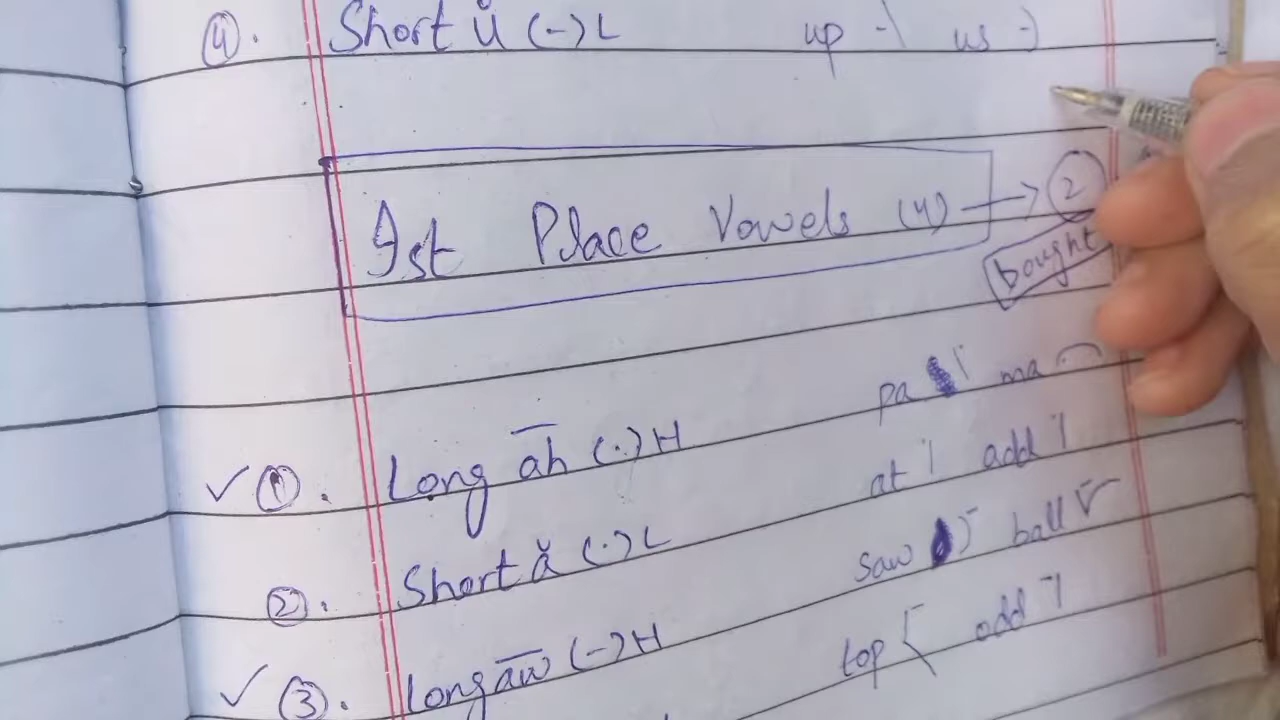 ④. Short ŭ (-) L up us
1st Place Vowels (4) → ②
bought
✓ ①. Long āh (.) H pa ma
②. Short ă (.) L at add
✓ ③. Long āw (-) H saw ball
top odd